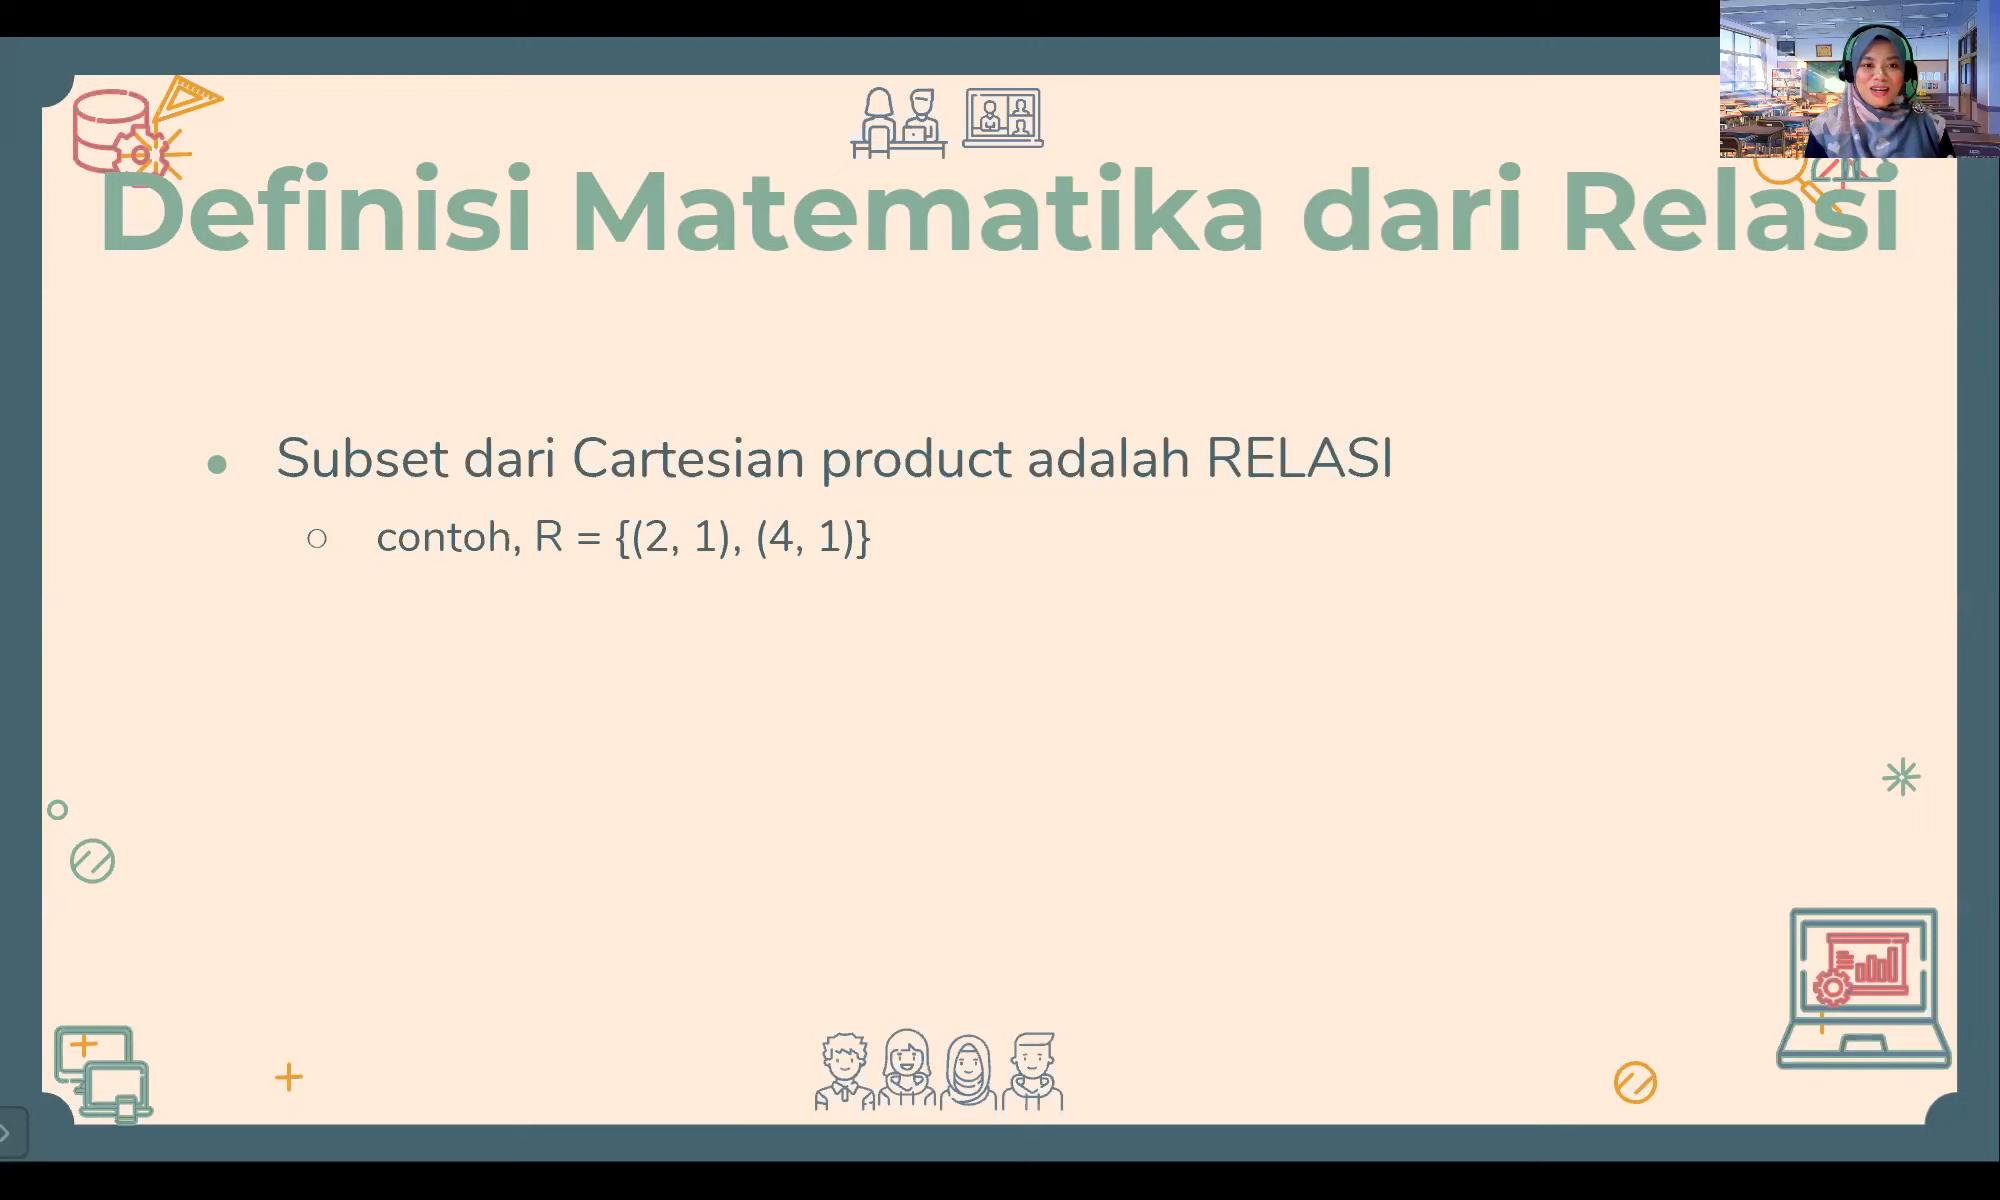 Definisi Matematika dari Relasi
Subset dari Cartesian product adalah RELASI
contoh, R = {(2, 1), (4, 1)}